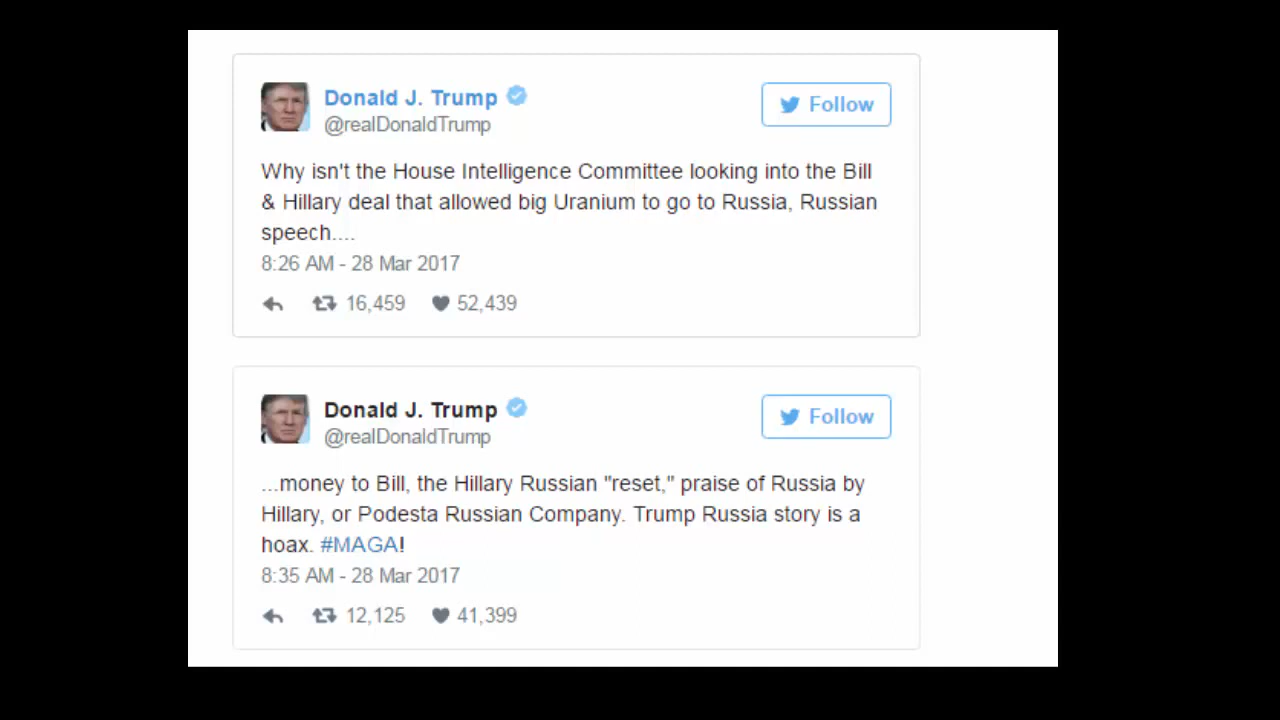 Donald J. Trump
Follow
@realDonaldTrump
Why isn't the House Intelligence Committee looking into the Bill
& Hillary deal that allowed big Uranium to go to Russia, Russian
speech....
8:26 AM - 28 Mar 2017
16,459 52,439
Donald J. Trump
Follow
@realDonaldTrump
...money to Bill, the Hillary Russian "reset," praise of Russia by
Hillary, or Podesta Russian Company. Trump Russia story is a
hoax. #MAGA!
8:35 AM - 28 Mar 2017
12,125 41,399